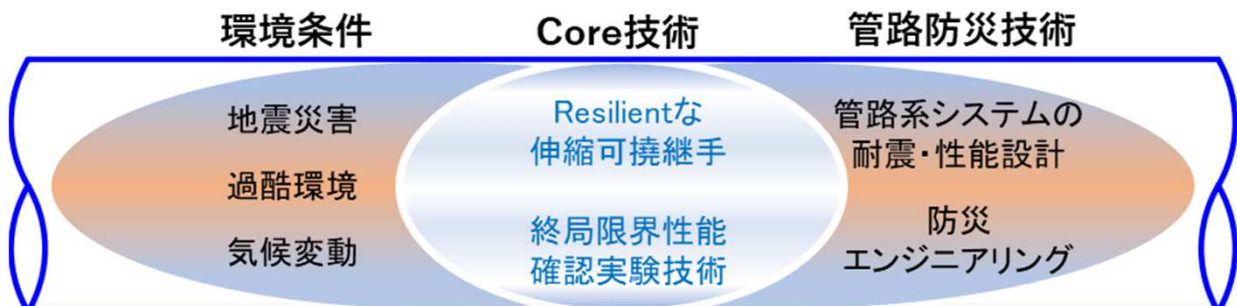 環境条件
Core技術
管路防災技術
地震災害
過酷環境
気候変動
Resilientな
伸縮可撓継手
終局限界性能
確認実験技術
管路系システムの
耐震・性能設計
防災
エンジニアリング